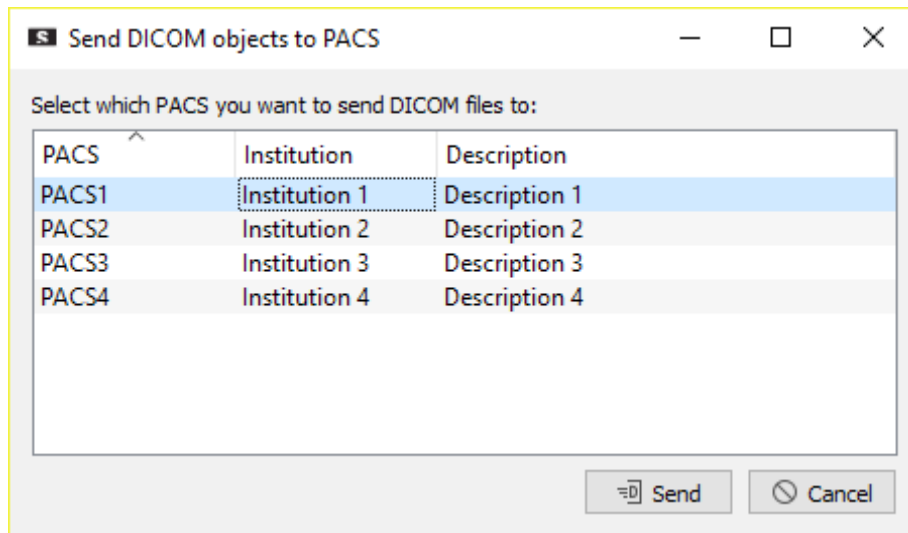 S Send DICOM objects to PACS
Select which PACS you want to send DICOM files to:
PACS Institution Description
PACS1 Institution 1 Description 1
PACS2 Institution 2 Description 2
PACS3 Institution 3 Description 3
PACS4 Institution 4 Description 4
Send Cancel